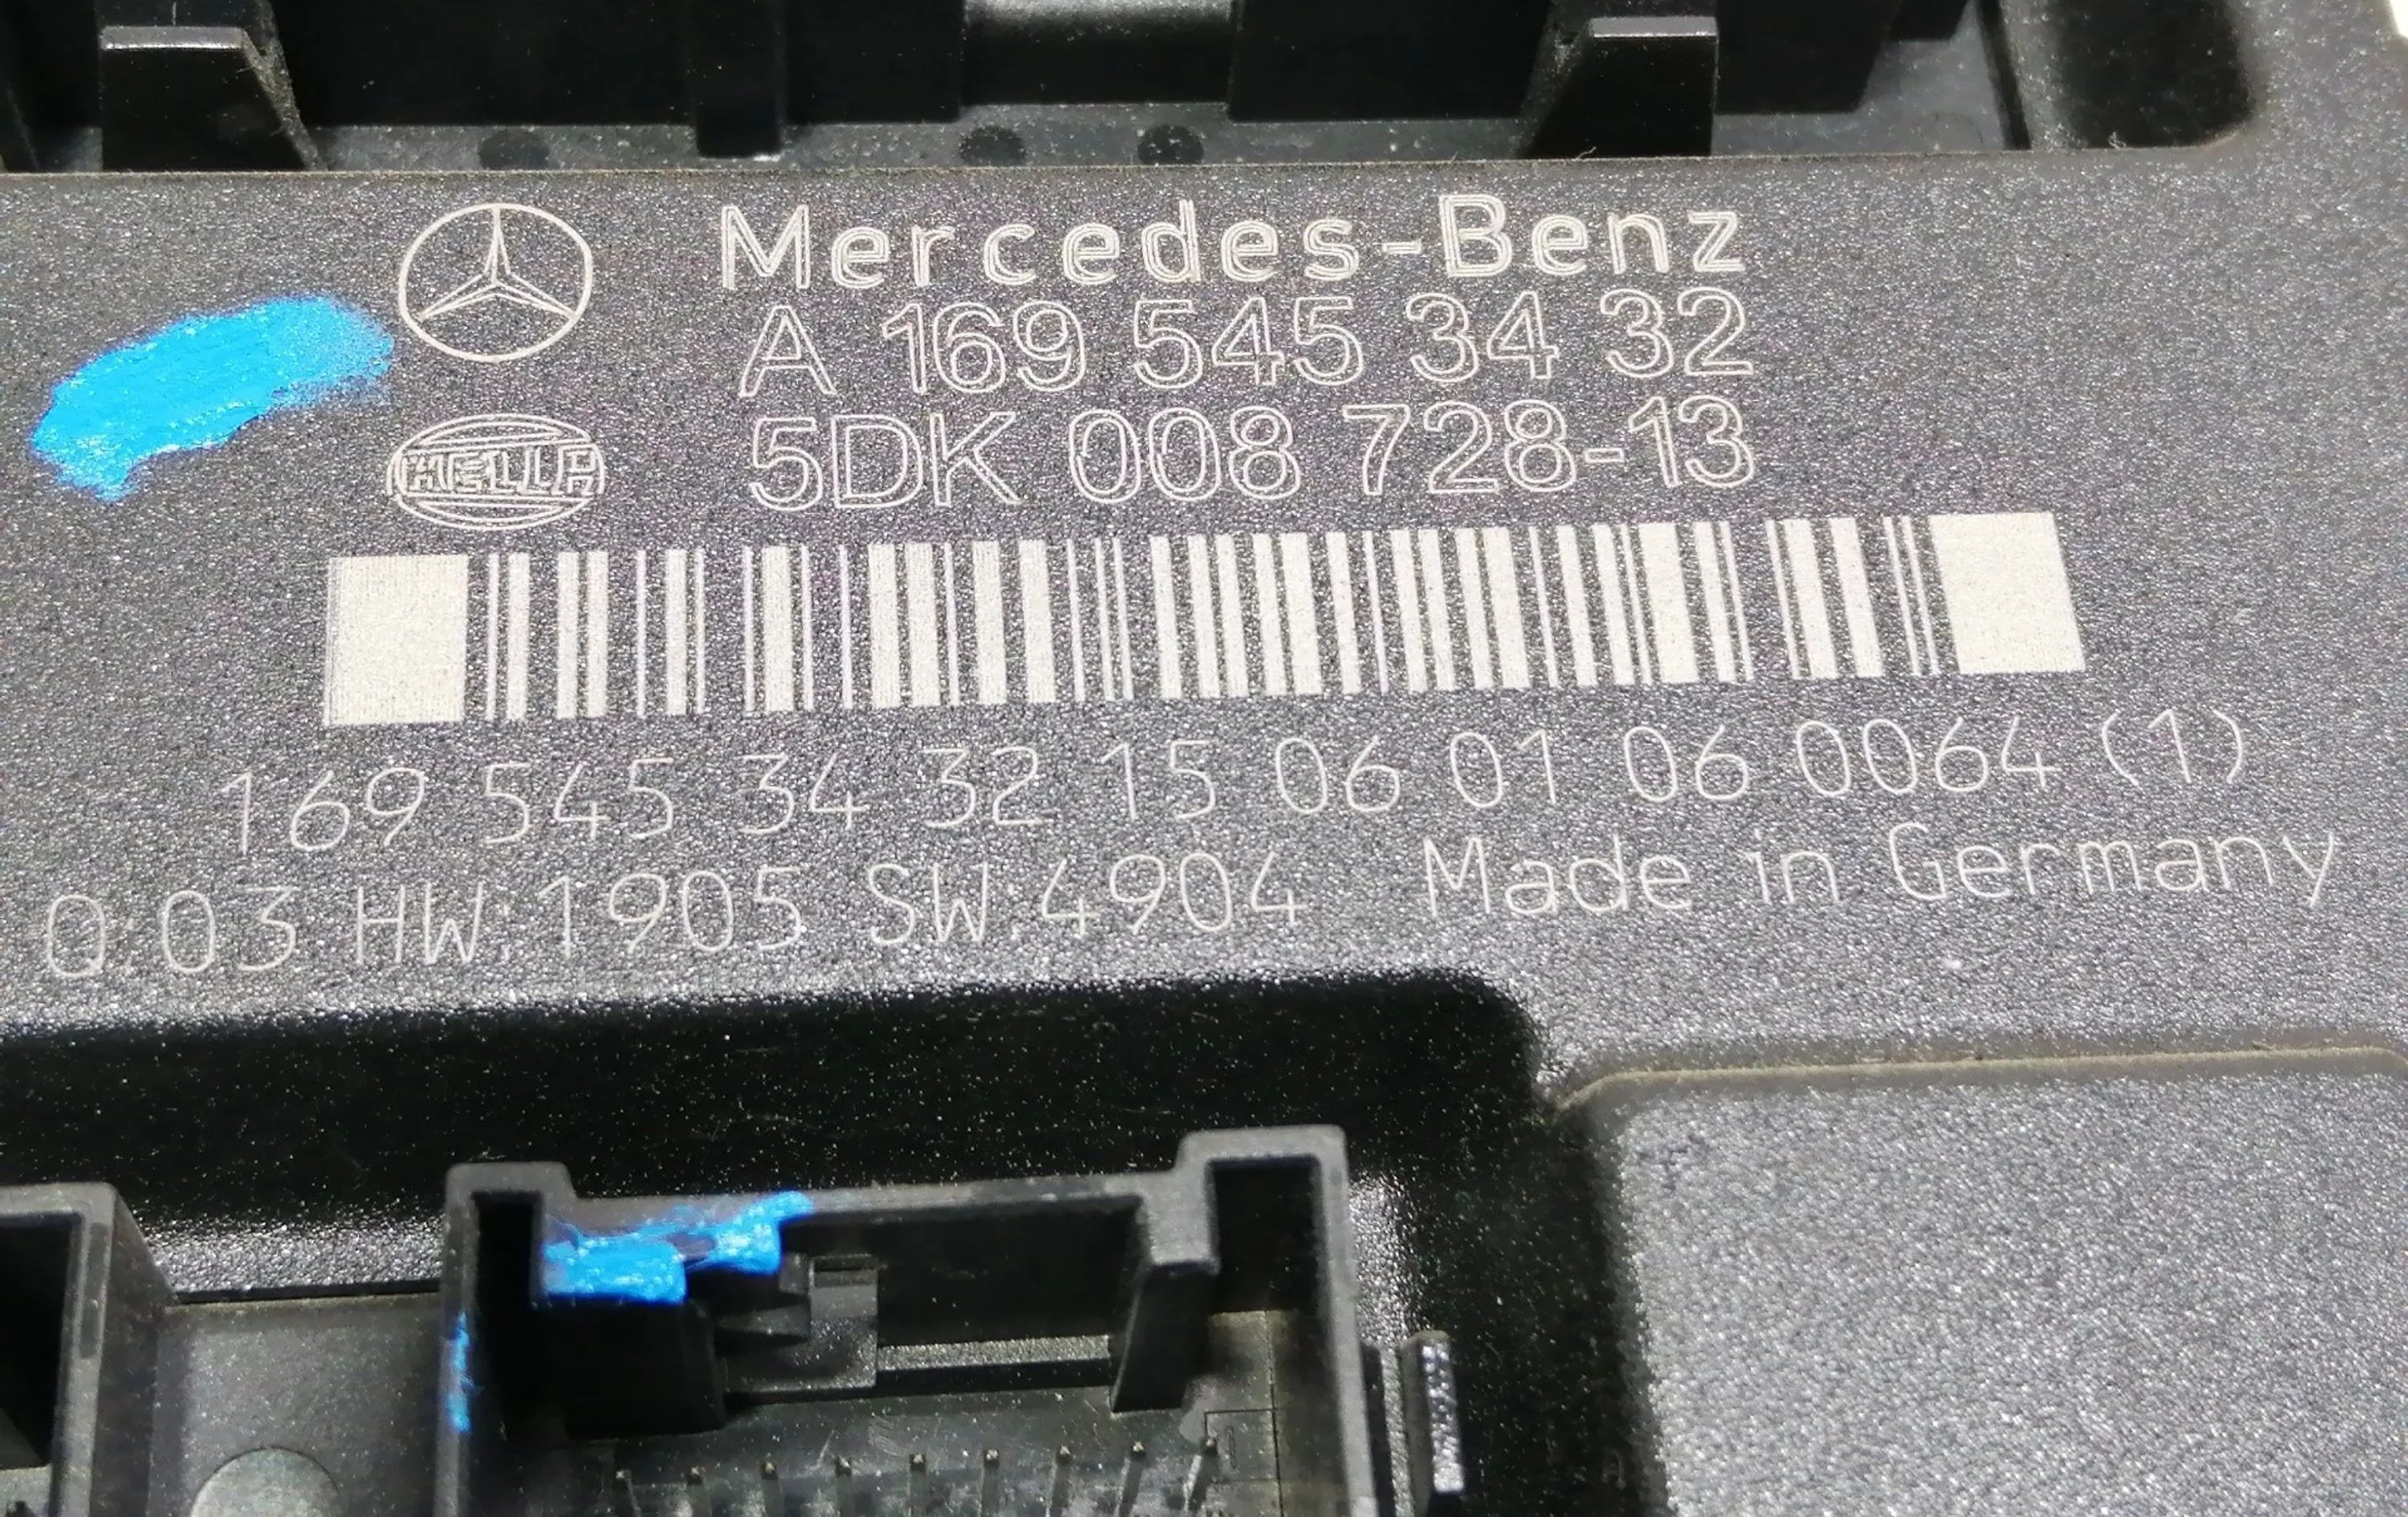 Mercedes-Benz
A 169 545 34 32
HELLA
5DK 008 728-13
169 545 34 32 15 06 01 06 0064 (1)
Q:03 HW.1905 SW.4904 Made in Germany